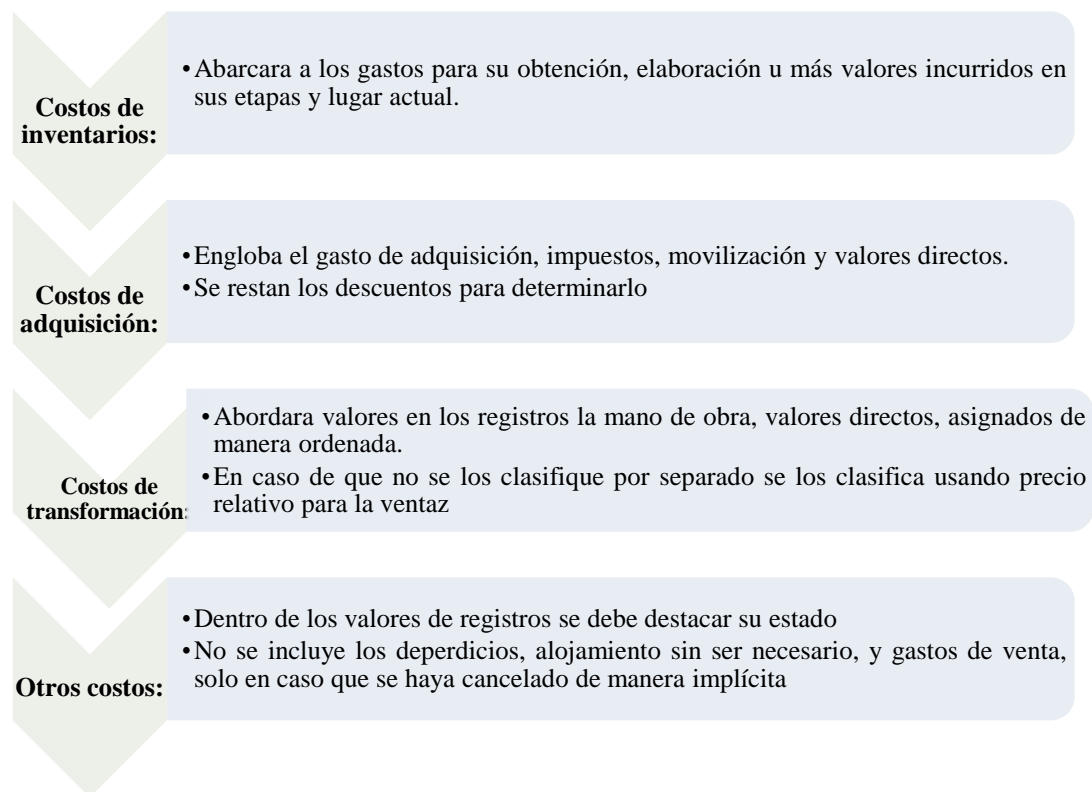 Costos de
inventarios:
•Abarcara a los gastos para su obtención, elaboración u más valores incurridos en
sus etapas y lugar actual.
Costos de
adquisición:
•Engloba el gasto de adquisición, impuestos, movilización y valores directos.
•Se restan los descuentos para determinarlo
Costos de
transformación:
•Abordara valores en los registros la mano de obra, valores directos, asignados de
manera ordenada.
•En caso de que no se los clasifique por separado se los clasifica usando precio
relativo para la ventaz
Otros costos:
•Dentro de los valores de registros se debe destacar su estado
•No se incluye los deperdicios, alojamiento sin ser necesario, y gastos de venta,
solo en caso que se haya cancelado de manera implícita